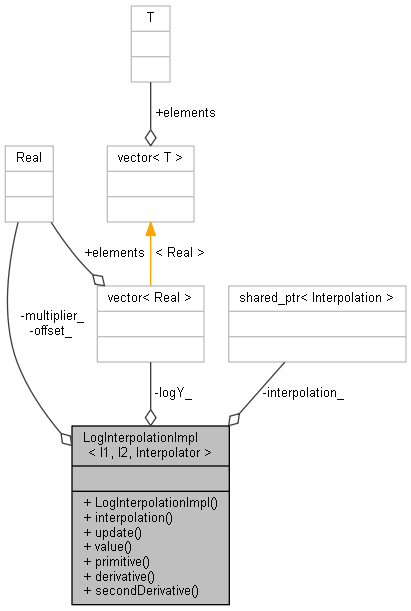 T
+elements
Real
vector< T >
+elements
< Real >
vector< Real >
shared_ptr< Interpolation >
-multiplier_
-offset_
-logY_
-interpolation_
LogInterpolationImpl
< I1, I2, Interpolator >
+ LogInterpolationImpl()
+ interpolation()
+ update()
+ value()
+ primitive()
+ derivative()
+ secondDerivative()